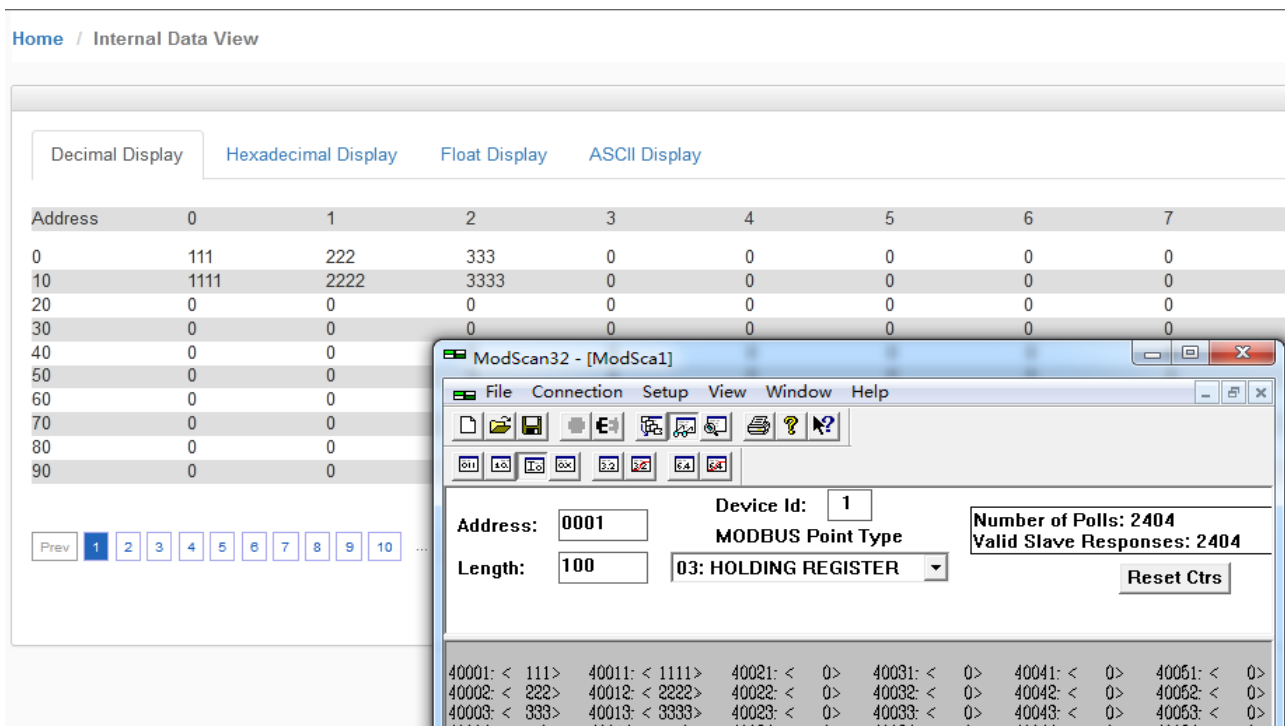 Home / Internal Data View
Decimal Display Hexadecimal Display Float Display ASCII Display
Address 0 1 2 3 4 5 6 7
0 111 222 333 0 0 0 0 0
10 1111 2222 3333 0 0 0 0 0
20 0 0 0 0 0 0 0 0
30 0 0 0 0 0 0 0 0
40 0 0
50 0 0
60 0 0
70 0 0
80 0 0
90 0 0
Prev 1 2 3 4 5 6 7 8 9 10 ...
ModScan32 - [ModSca1]
File Connection Setup View Window Help
Address: 0001
Device Id: 1
MODBUS Point Type
Length: 100
03: HOLDING REGISTER
Number of Polls: 2404
Valid Slave Responses: 2404
Reset Ctrs
40001: < 111> 40011: < 1111> 40021: < 0> 40031: < 0> 40041: < 0> 40051: < 0>
40002: < 222> 40012: < 2222> 40022: < 0> 40032: < 0> 40042: < 0> 40052: < 0>
40003: < 333> 40013: < 3333> 40023: < 0> 40033: < 0> 40043: < 0> 40053: < 0>